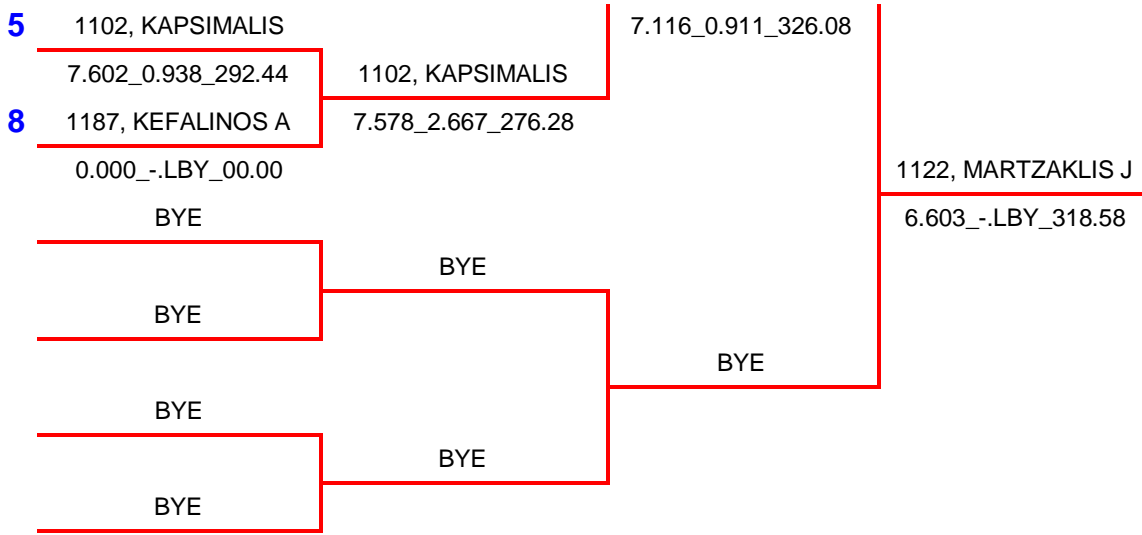 5 1102, KAPSIMALIS
7.602_0.938_292.44
8 1187, KEFALINOS A
0.000_-.LBY_00.00
BYE
BYE
BYE
BYE
1102, KAPSIMALIS
7.578_2.667_276.28
BYE
BYE
7.116_0.911_326.08
BYE
1122, MARTZAKLIS J
6.603_-.LBY_318.58